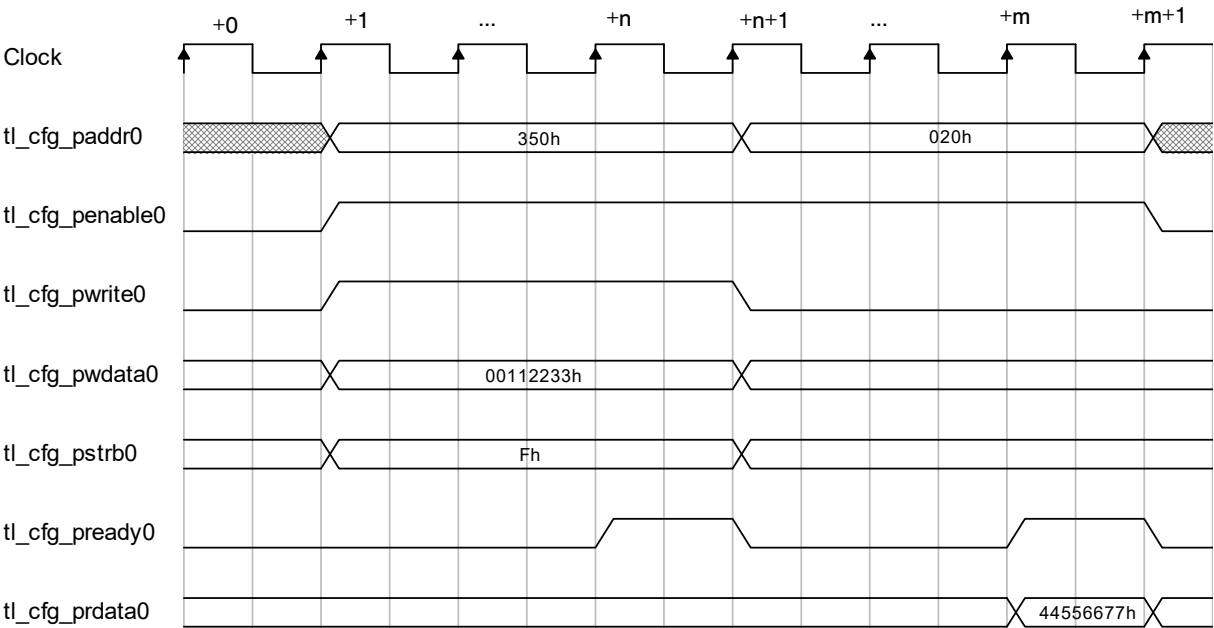 +0 +1 ... +n +n+1 ... +m +m+1
Clock
tl_cfg_paddr0 350h 020h
tl_cfg_penable0
tl_cfg_pwrite0
tl_cfg_pwdata0 00112233h
tl_cfg_pstrb0 Fh
tl_cfg_pready0
tl_cfg_prdata0 44556677h